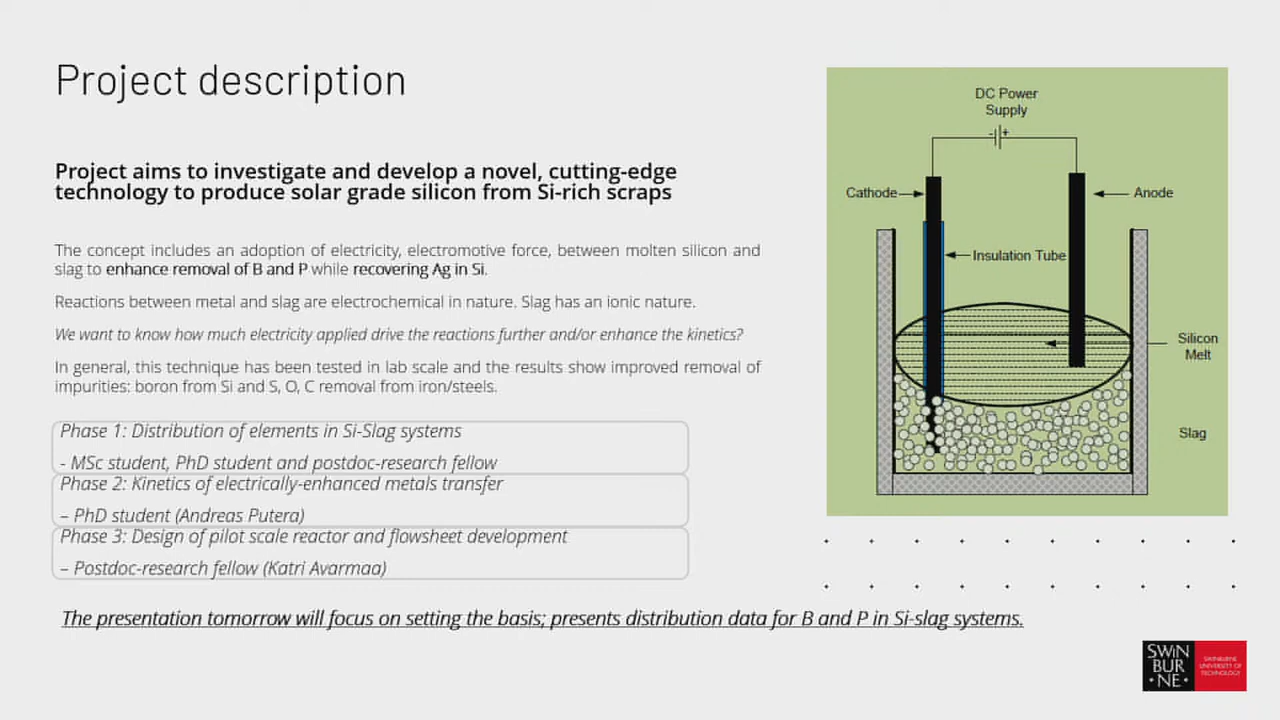 Project description
Project aims to investigate and develop a novel, cutting-edge
technology to produce solar grade silicon from Si-rich scraps
The concept includes an adoption of electricity, electromotive force, between molten silicon and
slag to enhance removal of B and P while recovering Ag in Si.
Reactions between metal and slag are electrochemical in nature. Slag has an ionic nature.
We want to know how much electricity applied drive the reactions further and/or enhance the kinetics?
In general, this technique has been tested in lab scale and the results show improved removal of
impurities: boron from Si and S, O, C removal from iron/steels.
Phase 1: Distribution of elements in Si-Slag systems
- MSc student, PhD student and postdoc-research fellow
Phase 2: Kinetics of electrically-enhanced metals transfer
– PhD student (Andreas Putera)
Phase 3: Design of pilot scale reactor and flowsheet development
– Postdoc-research fellow (Katri Avarmaa)
The presentation tomorrow will focus on setting the basis; presents distribution data for B and P in Si-slag systems.
DC Power
Supply
- +
Cathode
Anode
Insulation Tube
Silicon
Melt
Slag
SWIN
BUR
NE
SWINBURNE
UNIVERSITY OF
TECHNOLOGY